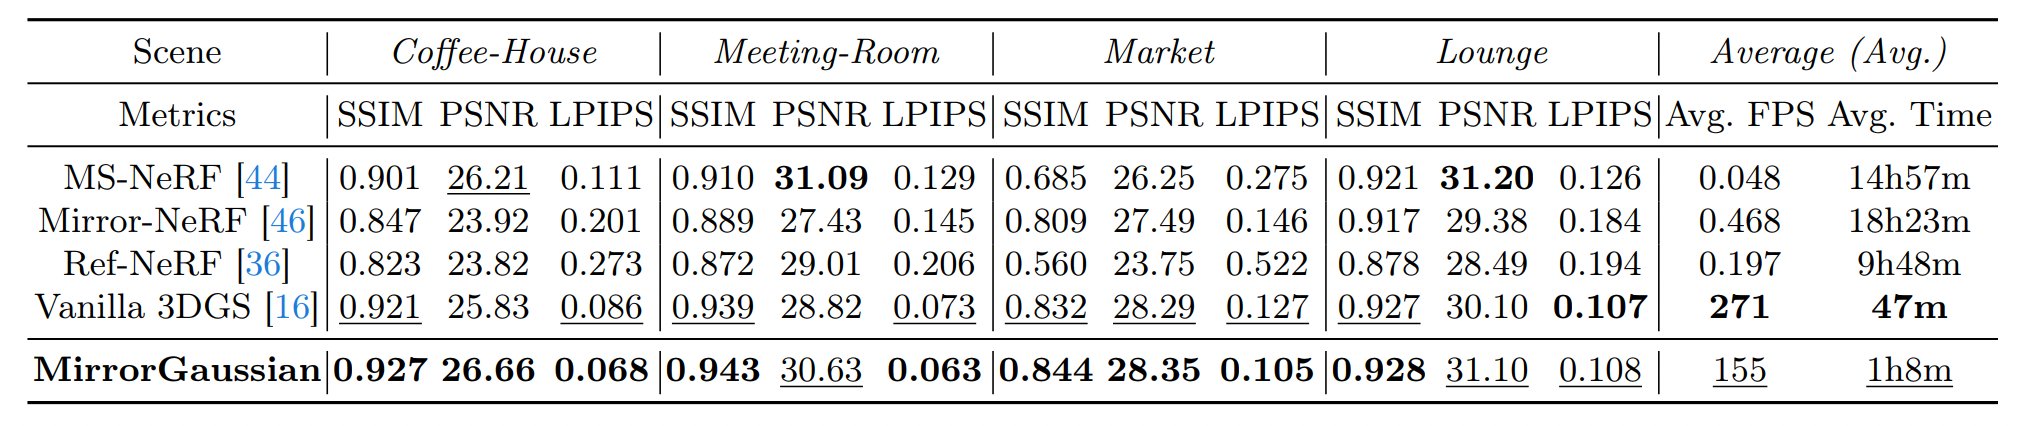 Scene Coffee-House Meeting-Room Market Lounge Average (Avg.)
Metrics SSIM PSNR LPIPS SSIM PSNR LPIPS SSIM PSNR LPIPS SSIM PSNR LPIPS Avg. FPS Avg. Time
MS-NeRF [44] 0.901 26.21 0.111 0.910 31.09 0.129 0.685 26.25 0.275 0.921 31.20 0.126 0.048 14h57m
Mirror-NeRF [46] 0.847 23.92 0.201 0.889 27.43 0.145 0.809 27.49 0.146 0.917 29.38 0.184 0.468 18h23m
Ref-NeRF [36] 0.823 23.82 0.273 0.872 29.01 0.206 0.560 23.75 0.522 0.878 28.49 0.194 0.197 9h48m
Vanilla 3DGS [16] 0.921 25.83 0.086 0.939 28.82 0.073 0.832 28.29 0.127 0.927 30.10 0.107 271 47m
MirrorGaussian 0.927 26.66 0.068 0.943 30.63 0.063 0.844 28.35 0.105 0.928 31.10 0.108 155 1h8m